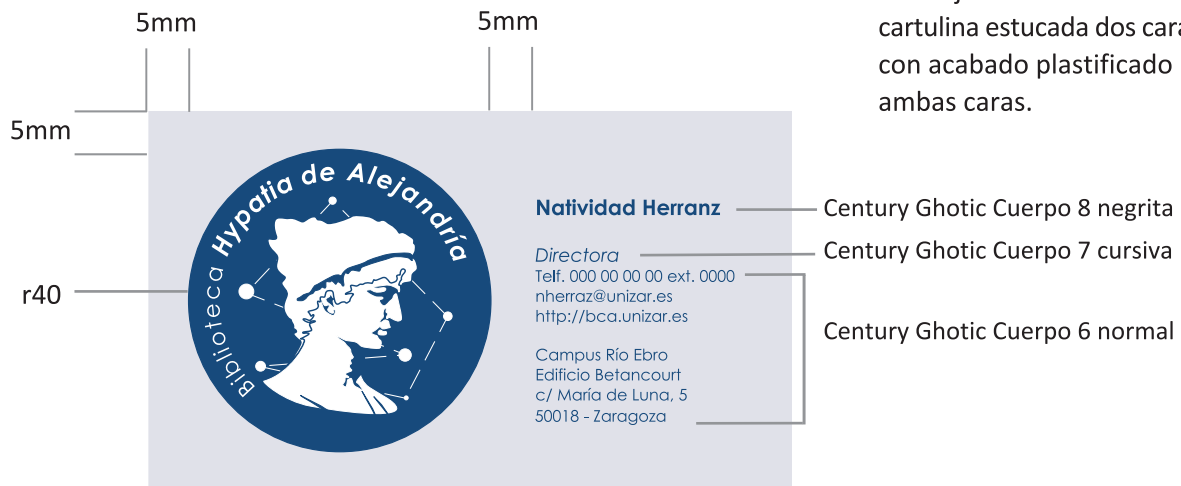 5mm
5mm
cartulina estucada dos
con acabado plastificado
ambas caras.
5mm
Biblioteca Hypatia de Alejandría
r40
Natividad Herranz
Directora
Telf. 000 00 00 00 ext. 0000
nherraz@unizar.es
http://bca.unizar.es
Campus Río Ebro
Edificio Betancourt
c/ María de Luna, 5
50018 - Zaragoza
Century Ghotic Cuerpo 8 negrita
Century Ghotic Cuerpo 7 cursiva
Century Ghotic Cuerpo 6 normal